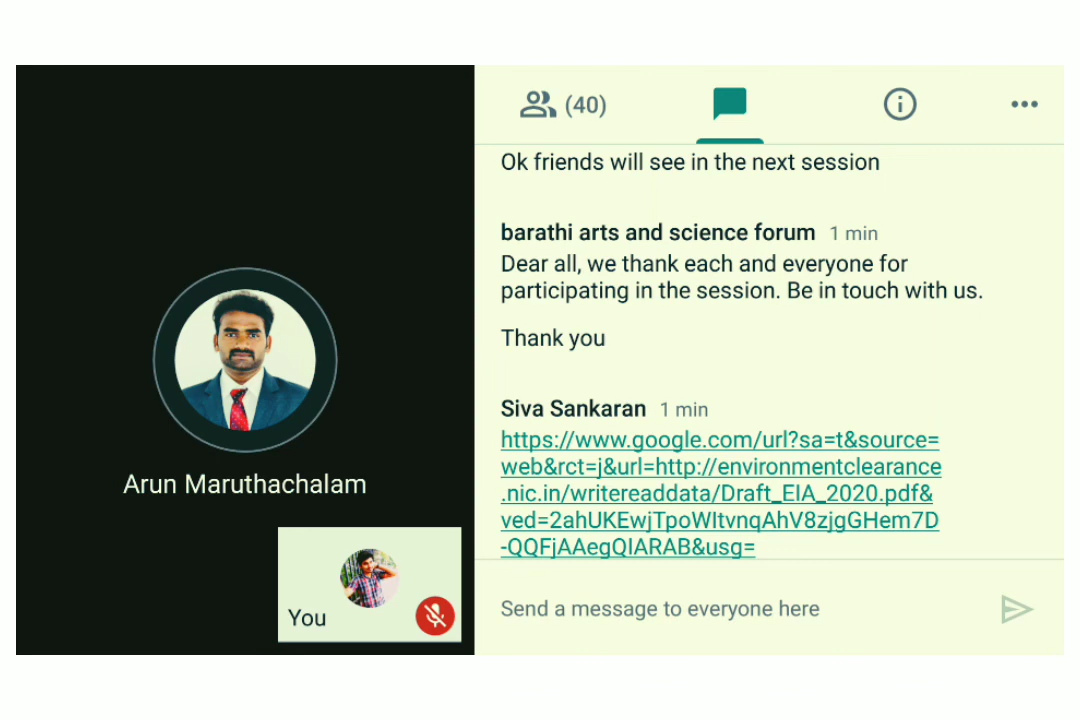 Arun Maruthachalam
You
(40)
Ok friends will see in the next session
barathi arts and science forum 1 min
Dear all, we thank each and everyone for
participating in the session. Be in touch with us.
Thank you
Siva Sankaran 1 min
https://www.google.com/url?sa=t&source=
web&rct=j&url=http://environmentclearance
.nic.in/writereaddata/Draft_EIA_2020.pdf&
ved=2ahUKEwjTpoWItvnqAhV8zjgGHem7D
-QQFjAAegQIARAB&usg=
Send a message to everyone here